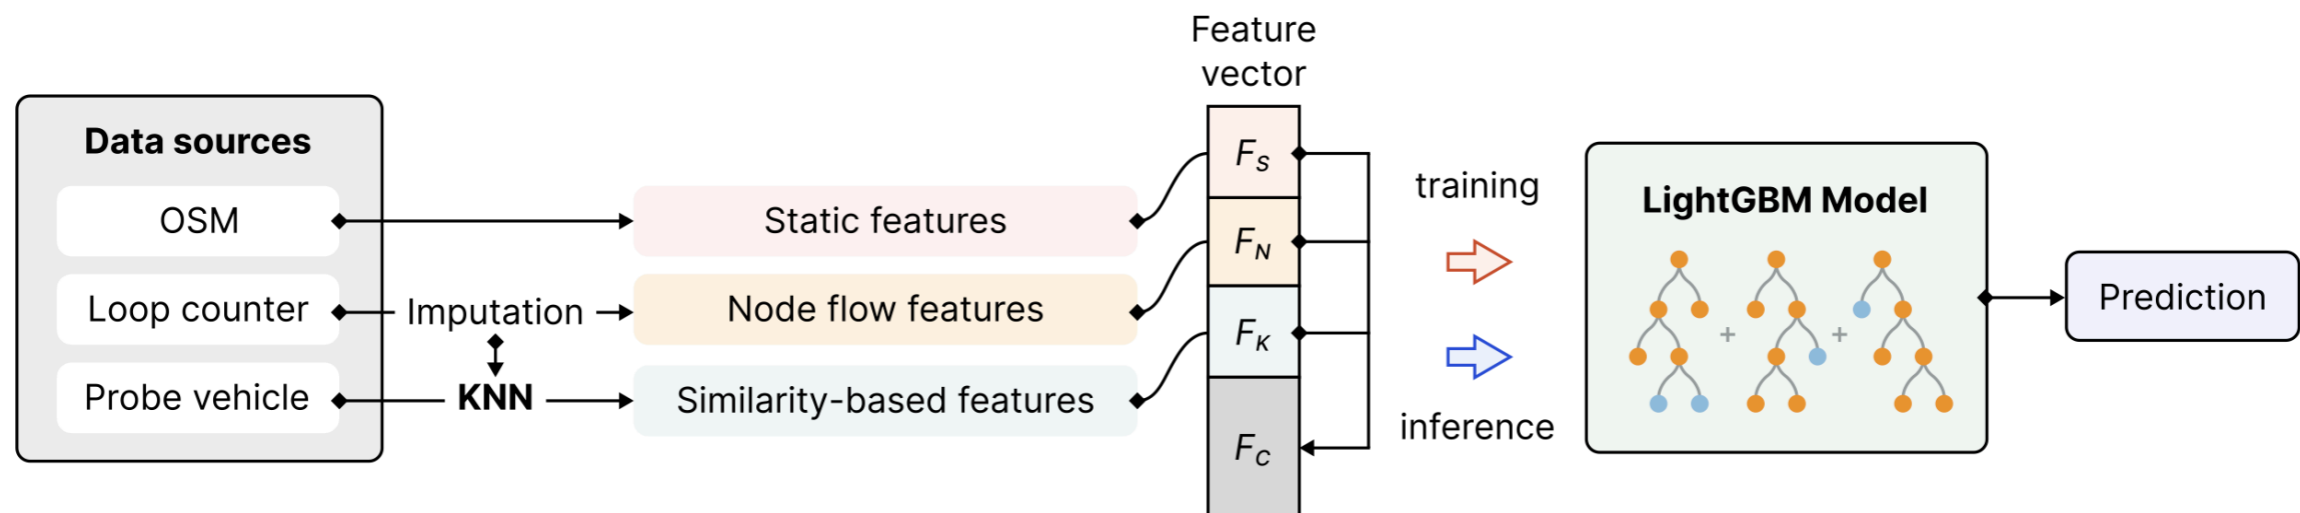 Feature
vector
Data sources
OSM
Loop counter
Probe vehicle
Imputation
KNN
Static features
Node flow features
Similarity-based features
F_S
F_N
F_K
F_C
training
inference
LightGBM Model
+ +
Prediction